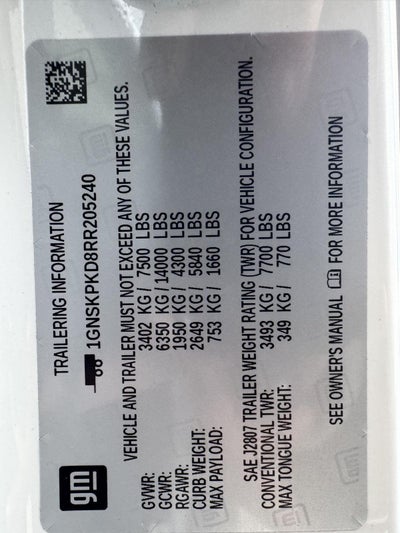 gm
TRAILERING INFORMATION
1GNSKPKD8RR205240
VEHICLE AND TRAILER MUST NOT EXCEED ANY OF THESE VALUES.
GVWR: 3402 KG / 7500 LBS
GCWR: 6350 KG / 14000 LBS
RGAWR: 1950 KG / 4300 LBS
CURB WEIGHT: 2649 KG / 5840 LBS
MAX PAYLOAD: 753 KG / 1660 LBS
SAE J2807 TRAILER WEIGHT RATING (TWR) FOR VEHICLE CONFIGURATION.
CONVENTIONAL TWR: 3493 KG / 7700 LBS
MAX TONGUE WEIGHT: 349 KG / 770 LBS
SEE OWNER'S MANUAL FOR MORE INFORMATION